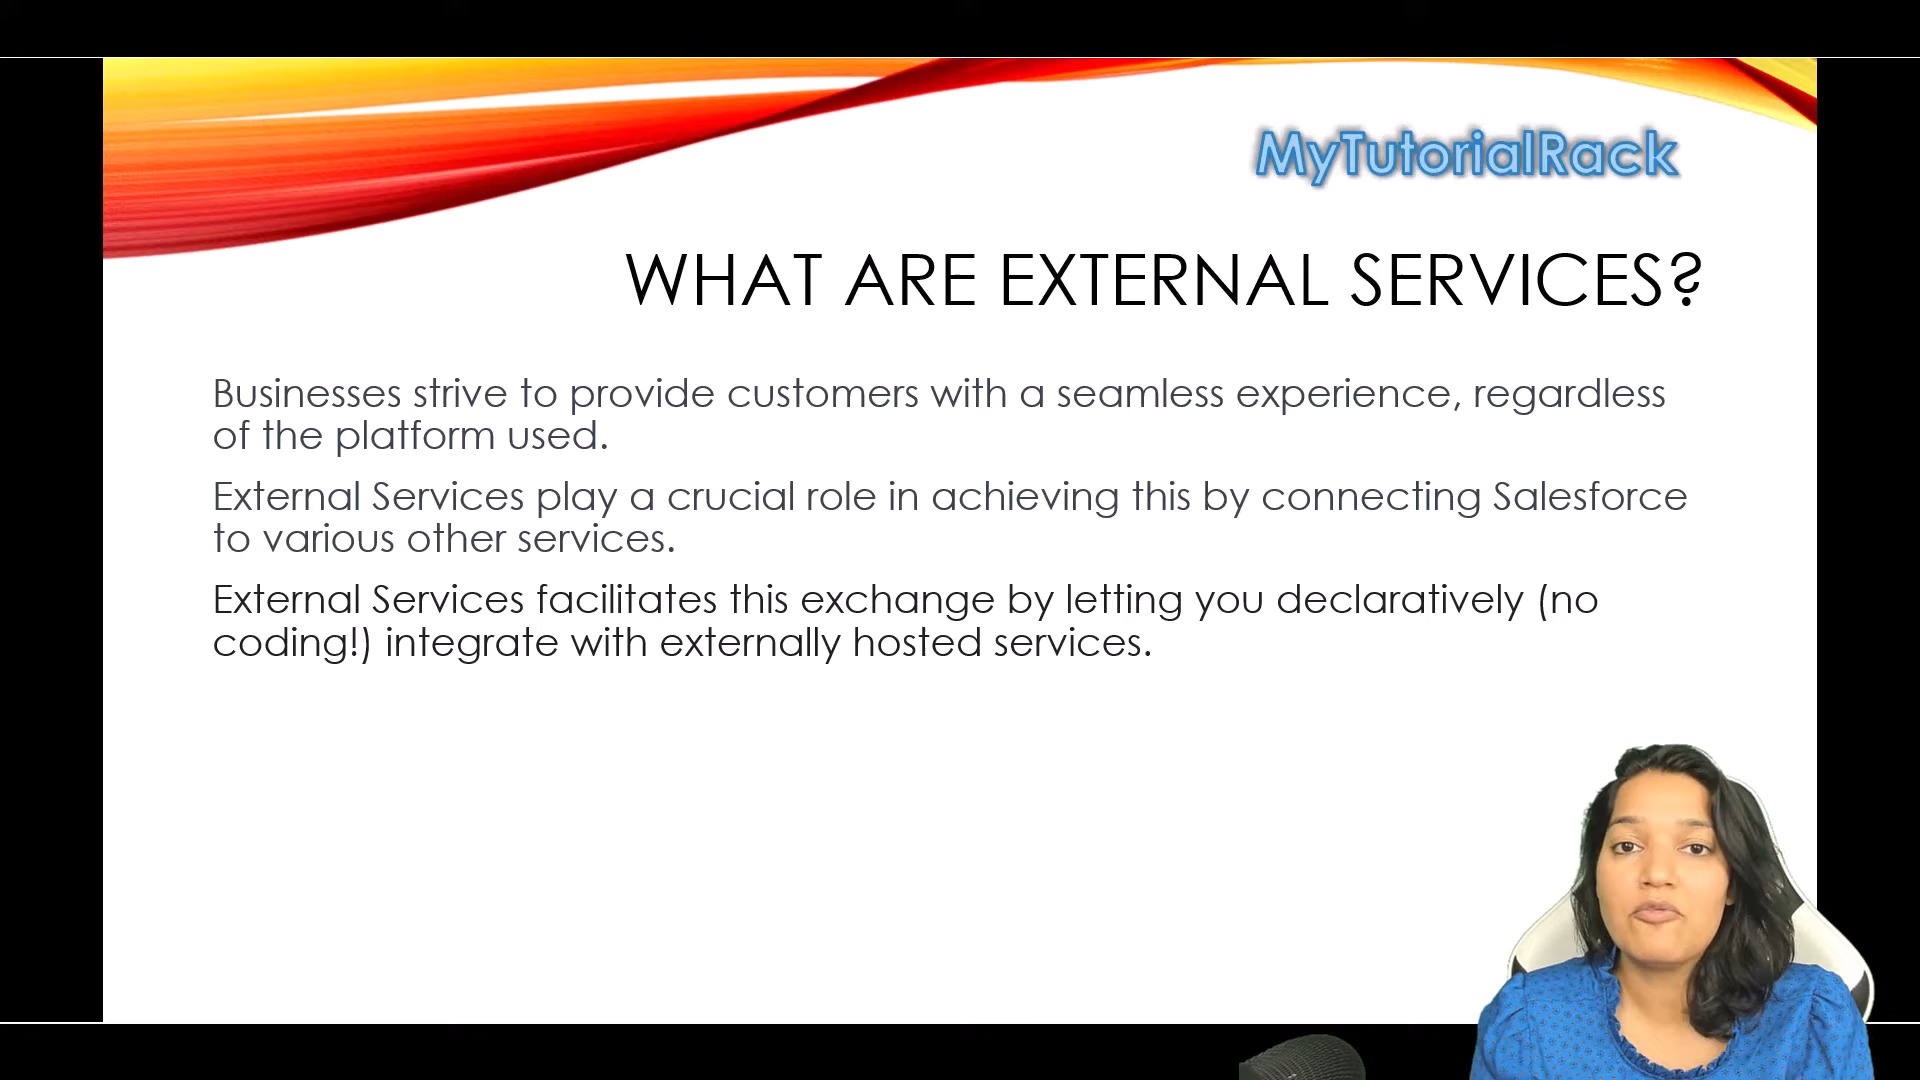 MyTutorialRack
WHAT ARE EXTERNAL SERVICES?
Businesses strive to provide customers with a seamless experience, regardless
of the platform used.
External Services play a crucial role in achieving this by connecting Salesforce
to various other services.
External Services facilitates this exchange by letting you declaratively (no
coding!) integrate with externally hosted services.